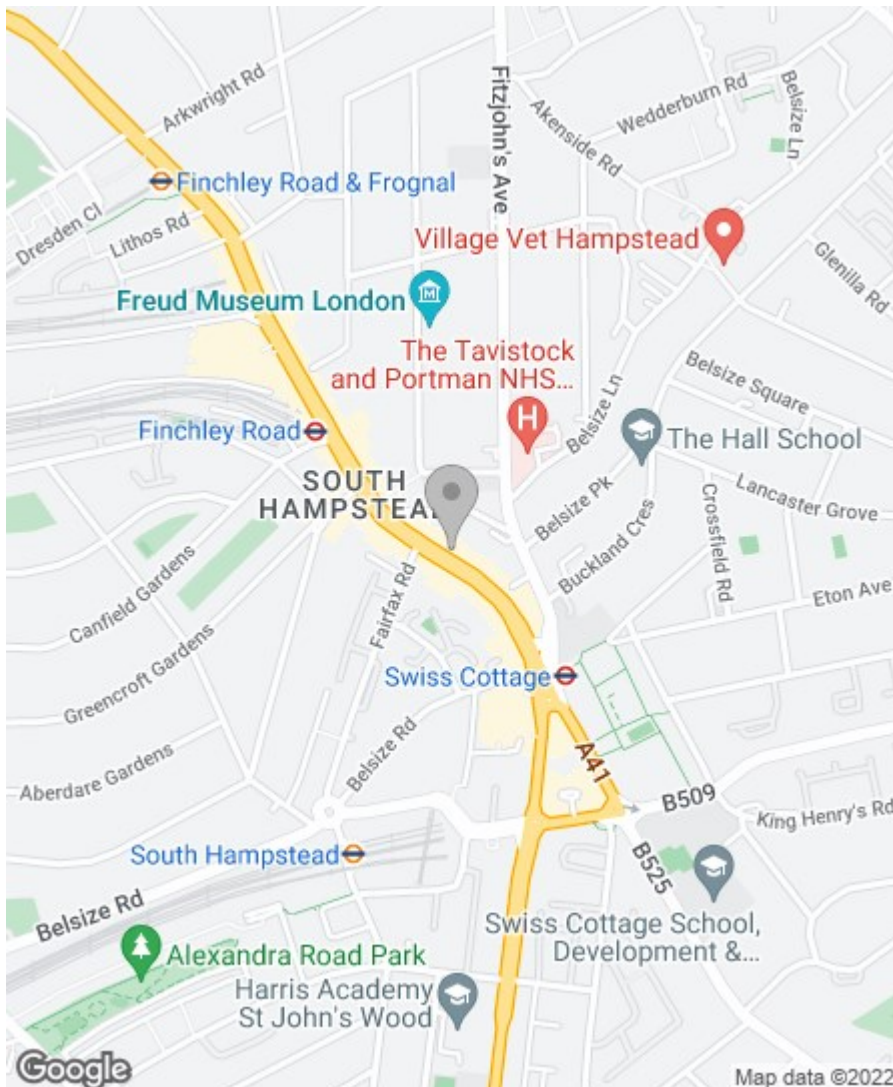 Arkwright Rd
Fitzjohn's Ave
Wedderburn Rd
Belsize Ln
Akenside Rd
Finchley Road & Frognal
Dresden Cl
Lithos Rd
Village Vet Hampstead
Glenilla Rd
Freud Museum London
The Tavistock
and Portman NHS...
Belsize Square
Belsize Ln
Finchley Road
H
The Hall School
SOUTH
HAMPSTEA
Belsize Pk
Lancaster Grove
Buckland Cres
Crossfield Rd
Canfield Gardens
Fairfax Rd
Eton Ave
Greencroft Gardens
Swiss Cottage
Belsize Rd
Aberdare Gardens
A41
B509
King Henry's Rd
South Hampstead
B525
Belsize Rd
Swiss Cottage School,
Development &...
Alexandra Road Park
Harris Academy
St John's Wood
Google
Map data ©2022